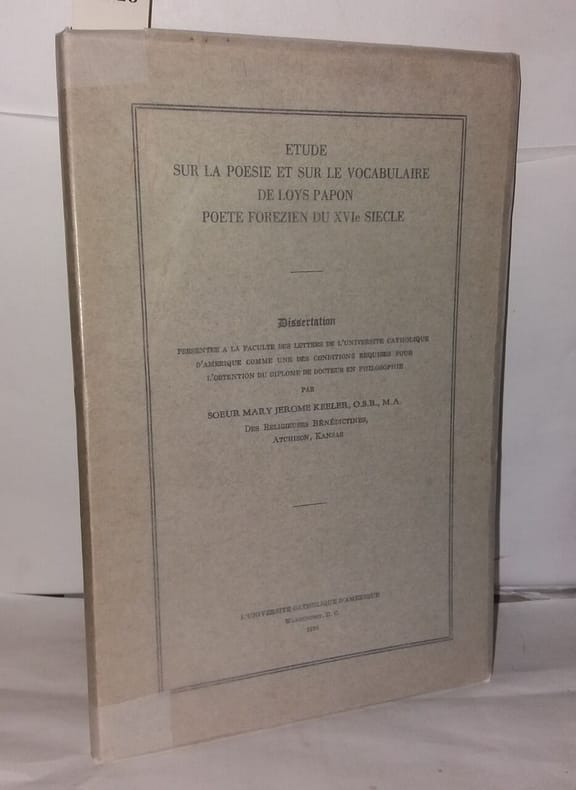 ETUDE
SUR LA POESIE ET SUR LE VOCABULAIRE
DE LOYS PAPON
POETE FOREZIEN DU XVIe SIECLE
Dissertation
PRESENTEE A LA FACULTE DES LETTRES DE L'UNIVERSITE CATHOLIQUE
D'AMERIQUE COMME UNE DES CONDITIONS REQUISES POUR
L'OBTENTION DU DIPLOME DE DOCTEUR EN PHILOSOPHIE
PAR
SOEUR MARY JEROME KEELER, O.S.B., M.A.
DES RELIGIEUSES BÉNÉDICTINES,
ATCHISON, KANSAS
L'UNIVERSITE CATHOLIQUE D'AMERIQUE
WASHINGTON, D. C.